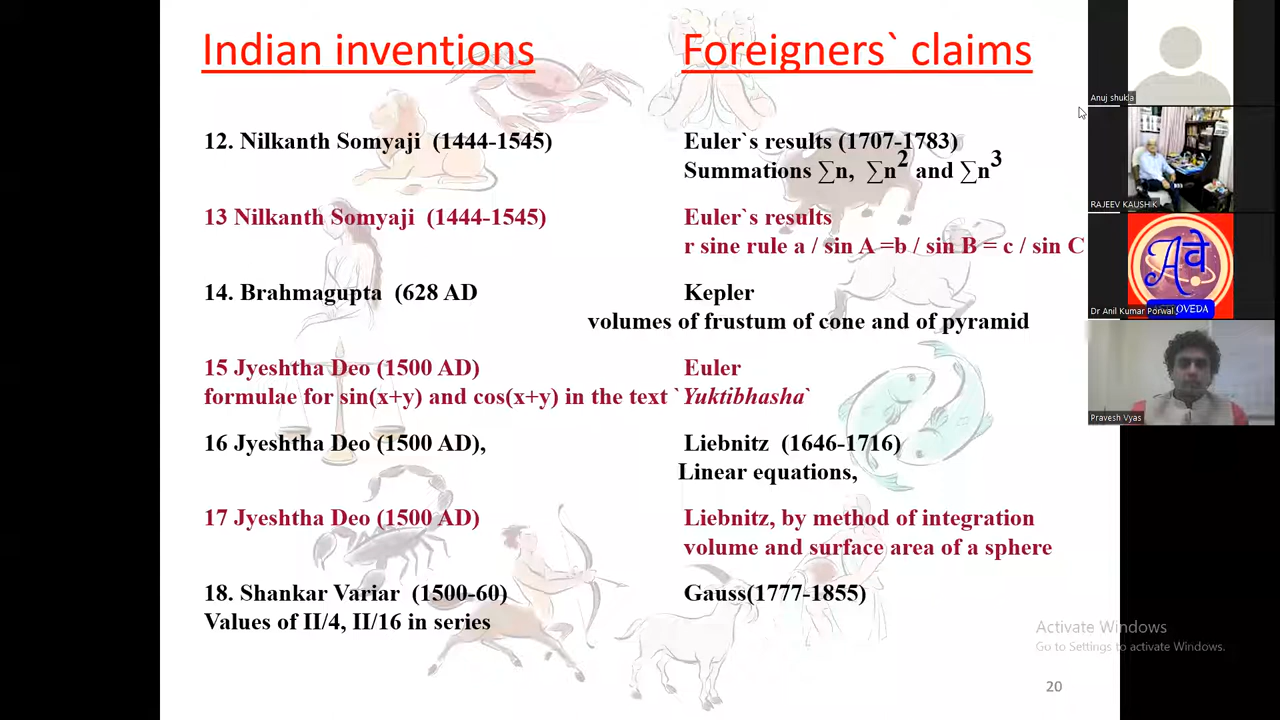 Indian inventions
Foreigners` claims
12. Nilkanth Somyaji (1444-1545)
Euler`s results (1707-1783)
Summations ∑n, ∑n² and ∑n³
13 Nilkanth Somyaji (1444-1545)
Euler`s results
r sine rule a / sin A =b / sin B = c / sin C
14. Brahmagupta (628 AD
Kepler
volumes of frustum of cone and of pyramid
15 Jyeshtha Deo (1500 AD)
Euler
formulae for sin(x+y) and cos(x+y) in the text `Yuktibhasha`
16 Jyeshtha Deo (1500 AD),
Liebnitz (1646-1716)
Linear equations,
17 Jyeshtha Deo (1500 AD)
Liebnitz, by method of integration
volume and surface area of a sphere
18. Shankar Variar (1500-60)
Gauss(1777-1855)
Values of II/4, II/16 in series
Activate Windows
Go to Settings to activate Windows.
20
Anuj shukla
RAJEEV KAUSHIK
Aवे
Dr Anil Kumar Porwal
OVEDA
Pravesh Vyas